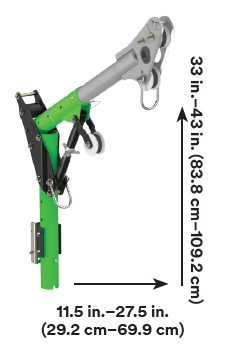 33 in.–43 in. (83.8 cm–109.2 cm)
11.5 in.–27.5 in.
(29.2 cm–69.9 cm)